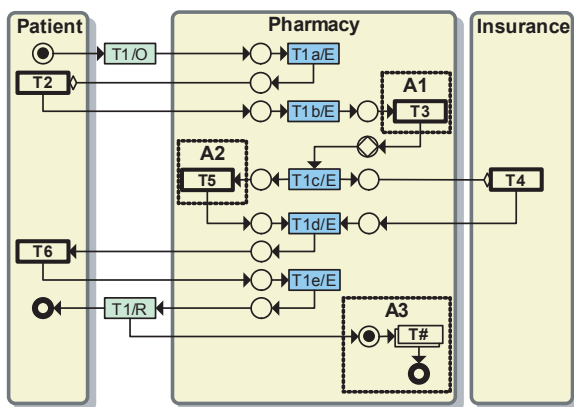 Patient Pharmacy Insurance
T1/O T1a/E
T2
A1
T1b/E T3
A2
T5 T1c/E T4
T1d/E
T6
T1e/E
T1/R
A3
T#